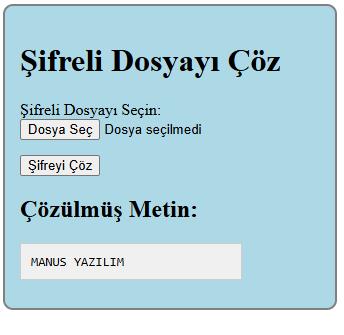 Şifreli Dosyayı Çöz
Şifreli Dosyayı Seçin:
Dosya Seç Dosya seçilmedi
Şifreyi Çöz
Çözülmüş Metin:
MANUS YAZILIM